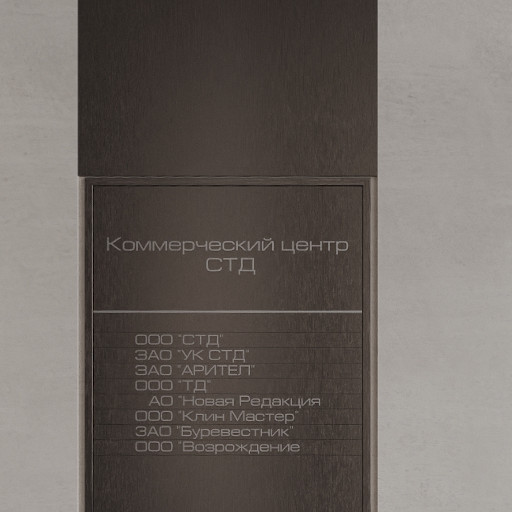 Коммерческий центр
СТД
ООО "СТД"
ЗАО "УК СТД"
ЗАО "АРИТЕЛ"
ООО "ТД"
АО "Новая Редакция
ООО "Клин Мастер"
ЗАО "Буревестник"
ООО "Возрождение